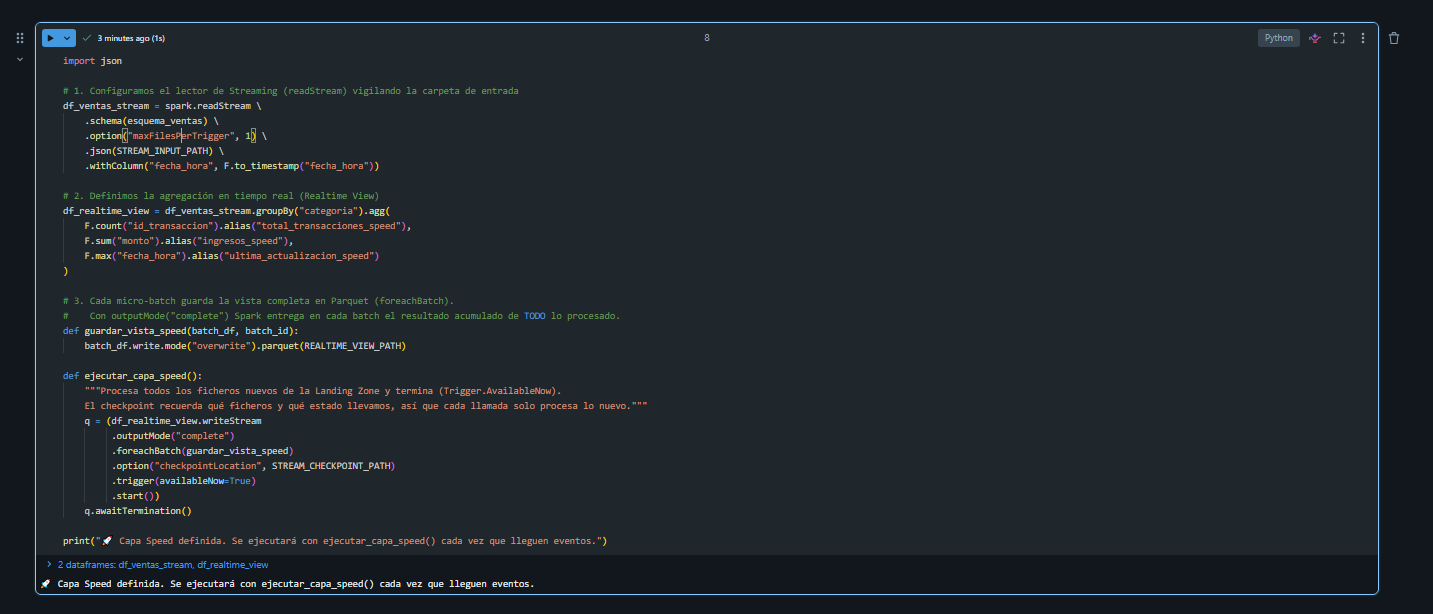 3 minutes ago (1s)
8
Python
import json
# 1. Configuramos el lector de Streaming (readStream) vigilando la carpeta de entrada
df_ventas_stream = spark.readStream \
    .schema(esquema_ventas) \
    .option("maxFilesPerTrigger", 1) \
    .json(STREAM_INPUT_PATH) \
    .withColumn("fecha_hora", F.to_timestamp("fecha_hora"))
# 2. Definimos la agregación en tiempo real (Realtime View)
df_realtime_view = df_ventas_stream.groupBy("categoria").agg(
    F.count("id_transaccion").alias("total_transacciones_speed"),
    F.sum("monto").alias("ingresos_speed"),
    F.max("fecha_hora").alias("ultima_actualizacion_speed")
)
# 3. Cada micro-batch guarda la vista completa en Parquet (foreachBatch).
#    Con outputMode("complete") Spark entrega en cada batch el resultado acumulado de TODO lo procesado.
def guardar_vista_speed(batch_df, batch_id):
    batch_df.write.mode("overwrite").parquet(REALTIME_VIEW_PATH)
def ejecutar_capa_speed():
    """Procesa todos los ficheros nuevos de la Landing Zone y termina (Trigger.AvailableNow).
    El checkpoint recuerda qué ficheros y qué estado llevamos, así que cada llamada solo procesa lo nuevo."""
    q = (df_realtime_view.writeStream
        .outputMode("complete")
        .foreachBatch(guardar_vista_speed)
        .option("checkpointLocation", STREAM_CHECKPOINT_PATH)
        .trigger(availableNow=True)
        .start())
    q.awaitTermination()
print("🚀 Capa Speed definida. Se ejecutará con ejecutar_capa_speed() cada vez que lleguen eventos.")
2 dataframes: df_ventas_stream, df_realtime_view
🚀 Capa Speed definida. Se ejecutará con ejecutar_capa_speed() cada vez que lleguen eventos.